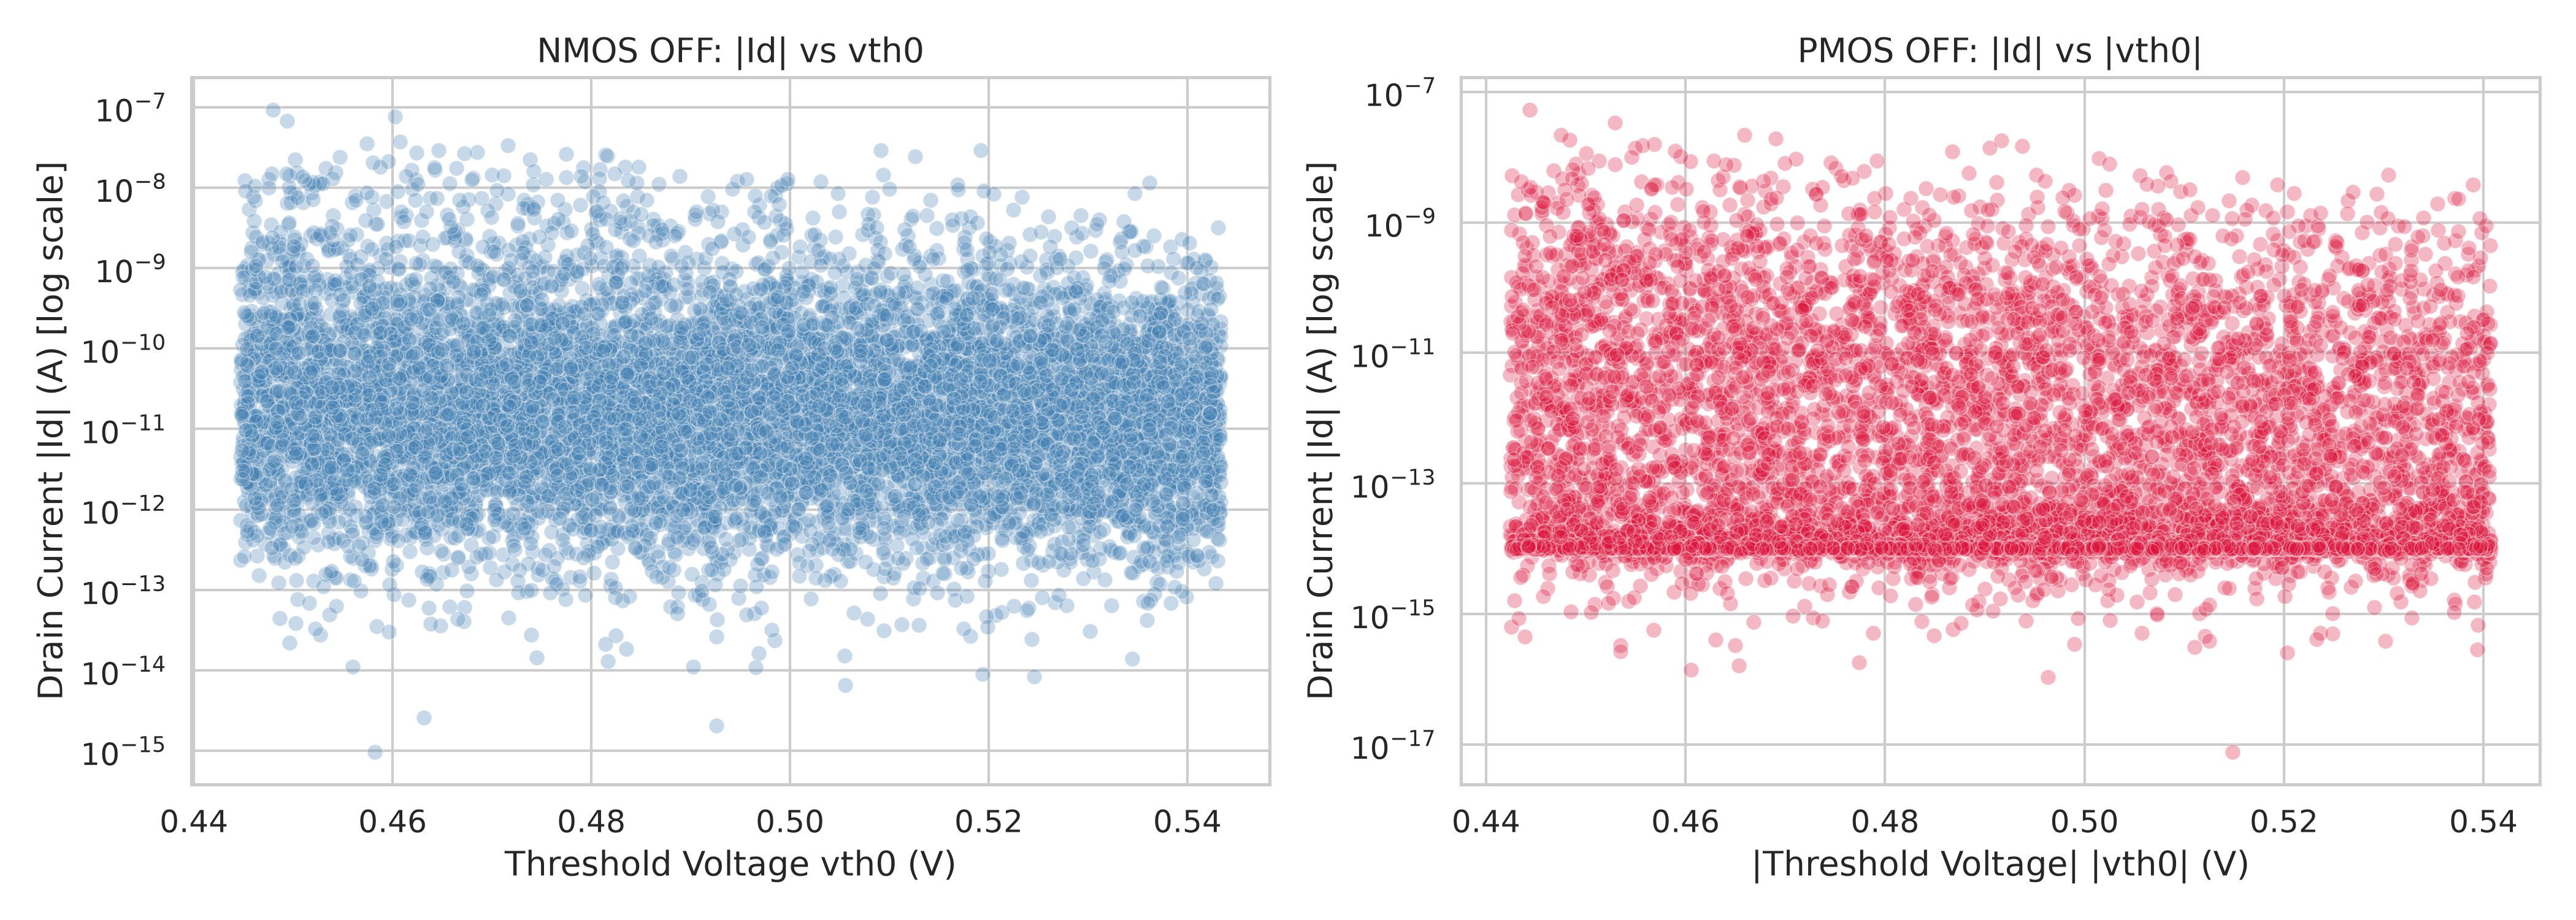 NMOS OFF: |Id| vs vth0
Drain Current |Id| (A) [log scale]
10⁻⁷
10⁻⁸
10⁻⁹
10⁻¹⁰
10⁻¹¹
10⁻¹²
10⁻¹³
10⁻¹⁴
10⁻¹⁵
0.44 0.46 0.48 0.50 0.52 0.54
Threshold Voltage vth0 (V)
PMOS OFF: |Id| vs |vth0|
Drain Current |Id| (A) [log scale]
10⁻⁷
10⁻⁹
10⁻¹¹
10⁻¹³
10⁻¹⁵
10⁻¹⁷
0.44 0.46 0.48 0.50 0.52 0.54
|Threshold Voltage| |vth0| (V)